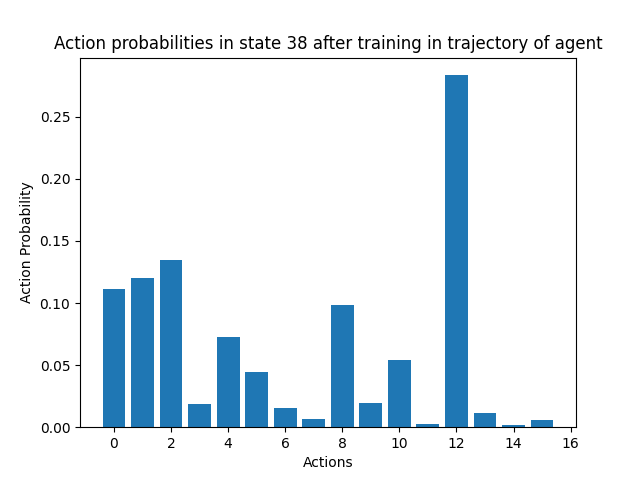 Action probabilities in state 38 after training in trajectory of agent
0.25
0.20
0.15
0.10
0.05
0.00
Action Probability
0 2 4 6 8 10 12 14 16
Actions